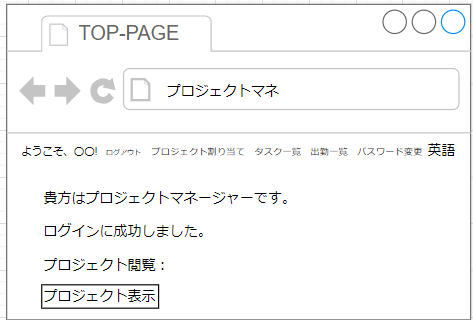 TOP-PAGE
プロジェクトマネ
ようこそ、〇〇! ログアウト プロジェクト割り当て タスク一覧 出勤一覧 パスワード変更 英語
貴方はプロジェクトマネージャーです。
ログインに成功しました。
プロジェクト閲覧：
プロジェクト表示